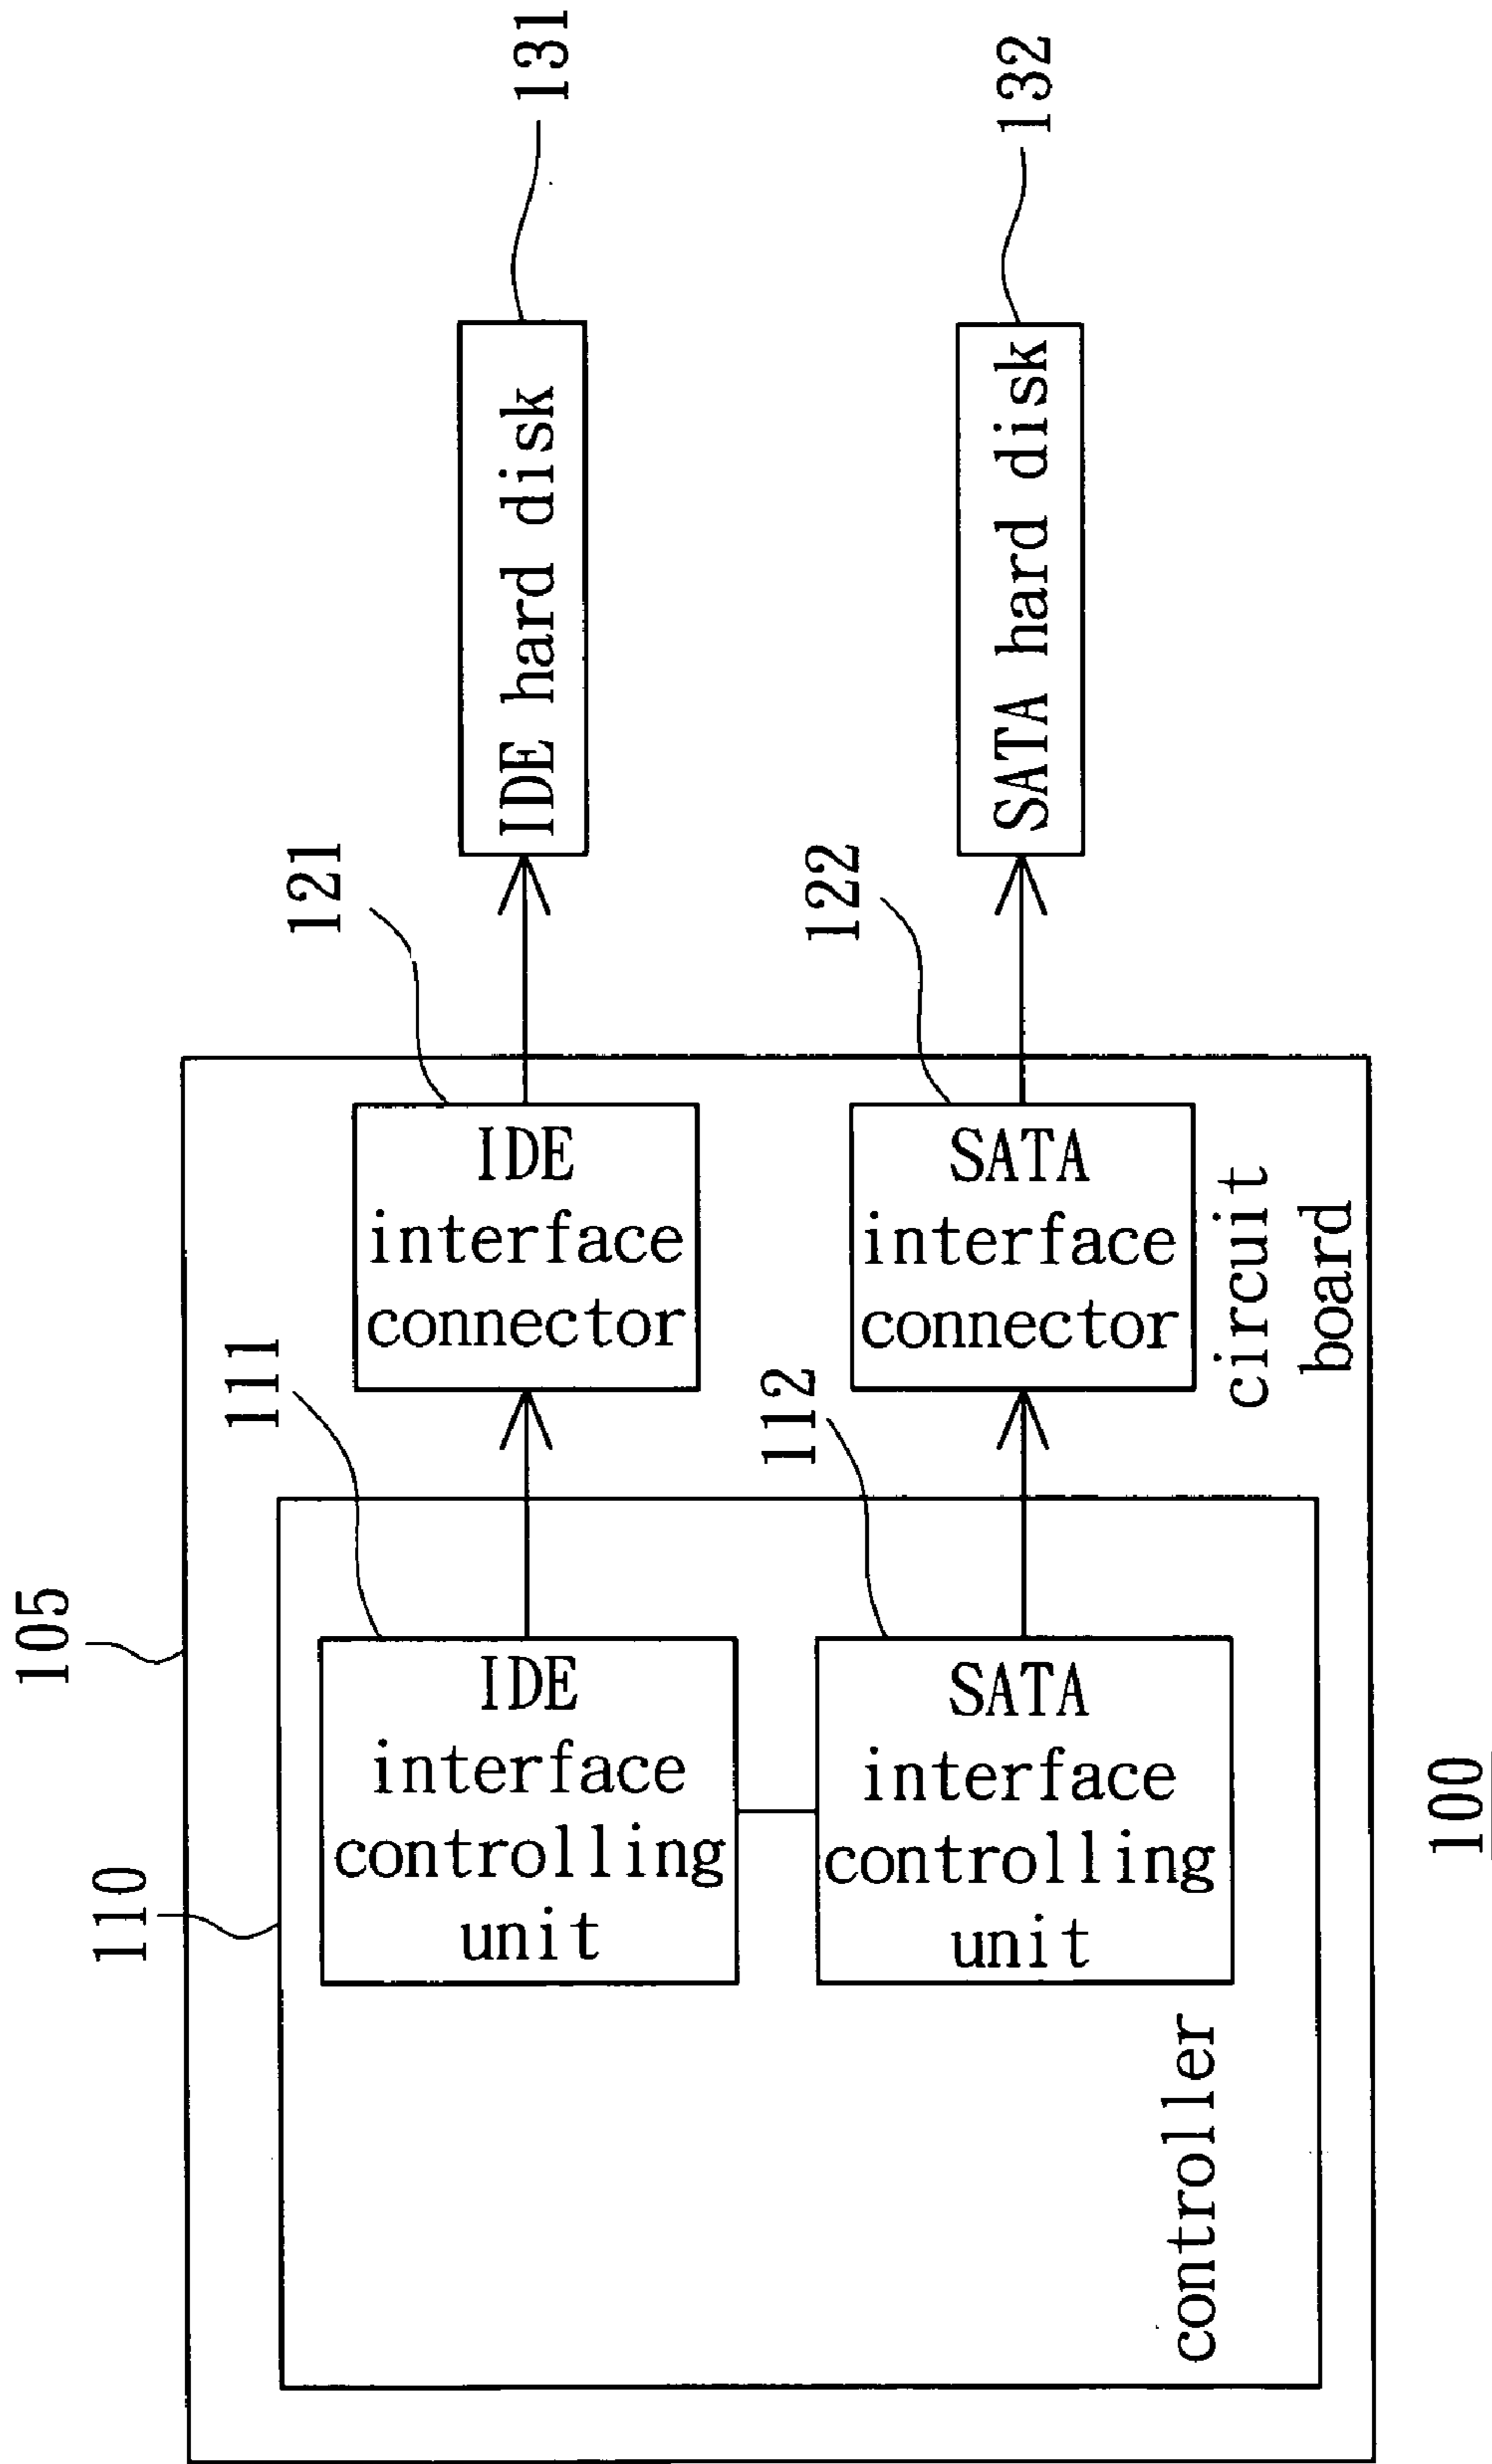 105
110
111
IDE
interface
controlling
unit
121
IDE
interface
connector
IDE hard disk
131
112
SATA
interface
controlling
unit
122
SATA
interface
connector
SATA hard disk
132
controller
circuit
board
100